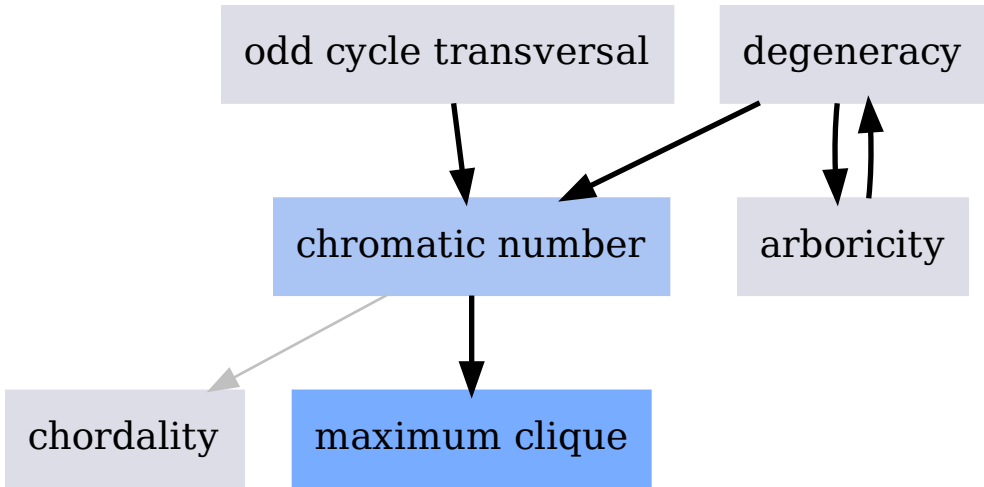 odd cycle transversal
degeneracy
chromatic number
arboricity
chordality
maximum clique